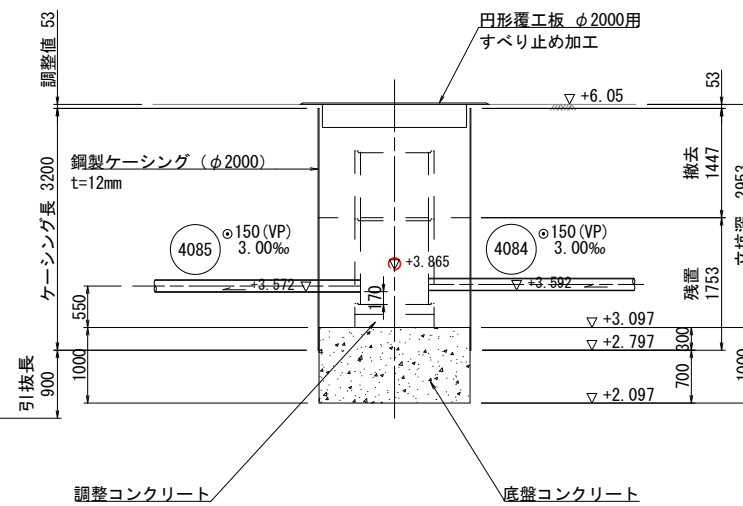 円形覆工板 φ2000用
すべり止め加工
調整値 53
53
▽ +6.05
鋼製ケーシング (φ2000)
t=12mm
ケーシング長 3200
撤去
1447
2953
4085
150(VP)
3.00‰
4084
150(VP)
3.00‰
+3.865
+3.572
+3.592
残置
1753
550
170
▽ +3.097
300
▽ +2.797
1000
700
1000
引抜長
900
▽ +2.097
調整コンクリート
底盤コンクリート